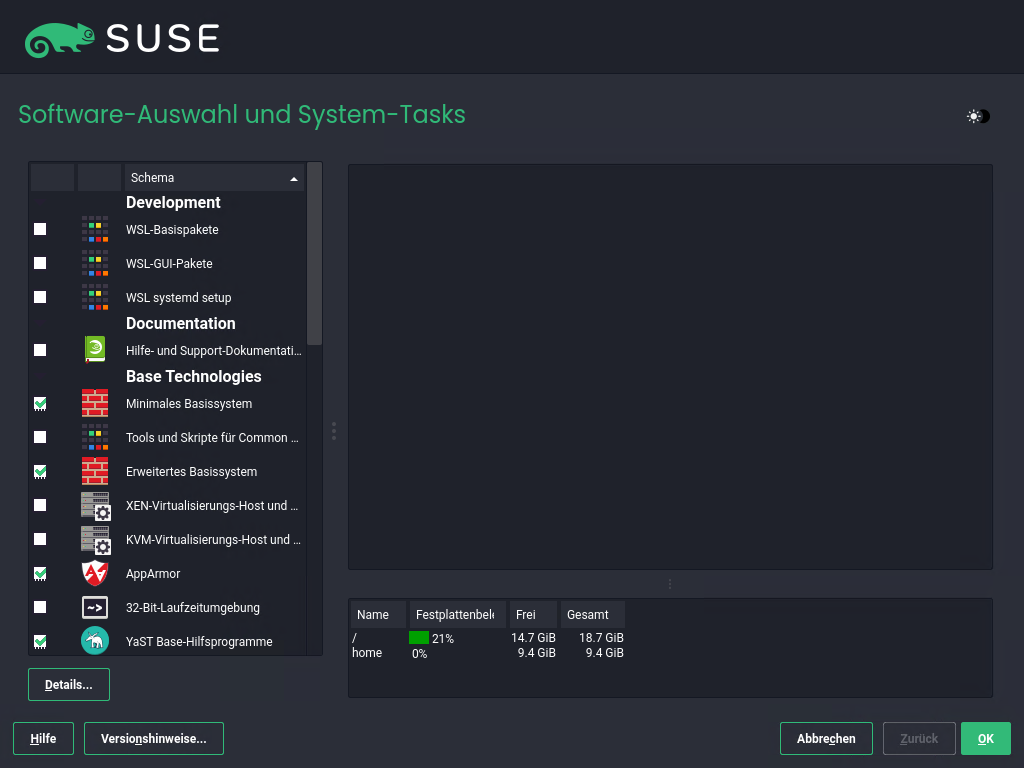 SUSE
Software-Auswahl und System-Tasks
Schema
Development
WSL-Basispakete
WSL-GUI-Pakete
WSL systemd setup
Documentation
Hilfe- und Support-Dokumentati...
Base Technologies
Minimales Basissystem
Tools und Skripte für Common ...
Erweitertes Basissystem
XEN-Virtualisierungs-Host und ...
KVM-Virtualisierungs-Host und ...
AppArmor
32-Bit-Laufzeitumgebung
YaST Base-Hilfsprogramme
Details...
Name Festplattenbele Frei Gesamt
/ 21% 14.7 GiB 18.7 GiB
home 0% 9.4 GiB 9.4 GiB
Hilfe Versionshinweise... Abbrechen Zurück OK